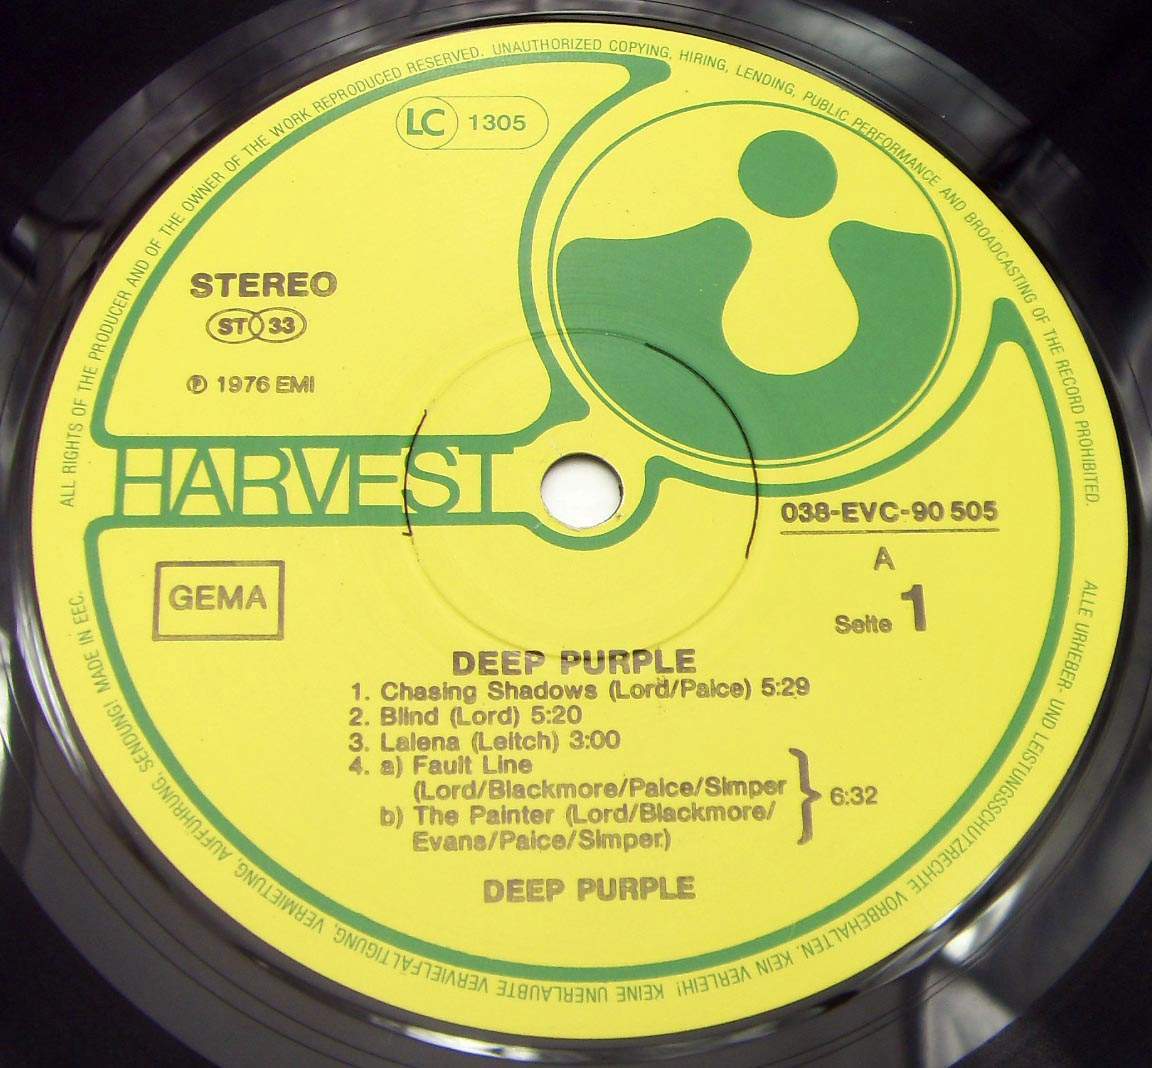 ALL RIGHTS OF THE PRODUCER AND OF THE OWNER OF THE WORK REPRODUCED RESERVED. UNAUTHORIZED COPYING, HIRING, LENDING, PUBLIC PERFORMANCE AND BROADCASTING OF THE RECORD PROHIBITED.
LC 1305
STEREO
ST 33
℗ 1976 EMI
HARVEST
038-EVC-90 505
A
Seite 1
GEMA
DEEP PURPLE
1. Chasing Shadows (Lord/Paice) 5:29
2. Blind (Lord) 5:20
3. Lalena (Leitch) 3:00
4. a) Fault Line
(Lord/Blackmore/Paice/Simper
b) The Painter (Lord/Blackmore/
Evans/Paice/Simper)
6:32
DEEP PURPLE
ALLE URHEBER- UND LEISTUNGSSCHUTZRECHTE VORBEHALTEN. KEIN VERLEIH! KEINE UNERLAUBTE VERVIELFÄLTIGUNG, VERMIETUNG, AUFFÜHRUNG, SENDUNG! MADE IN EEC.